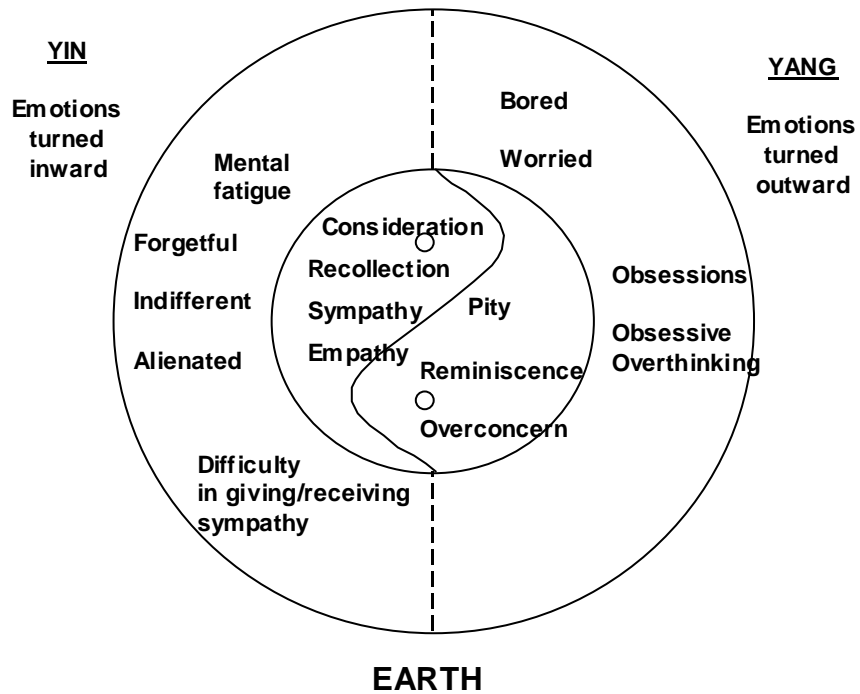 YIN
Emotions
turned
inward
YANG
Emotions
turned
outward
Bored
Worried
Mental
fatigue
Forgetful
Indifferent
Alienated
Consideration
Recollection
Sympathy
Empathy
Pity
Reminiscence
Overconcern
Obsessions
Obsessive
Overthinking
Difficulty
in giving/receiving
sympathy
EARTH